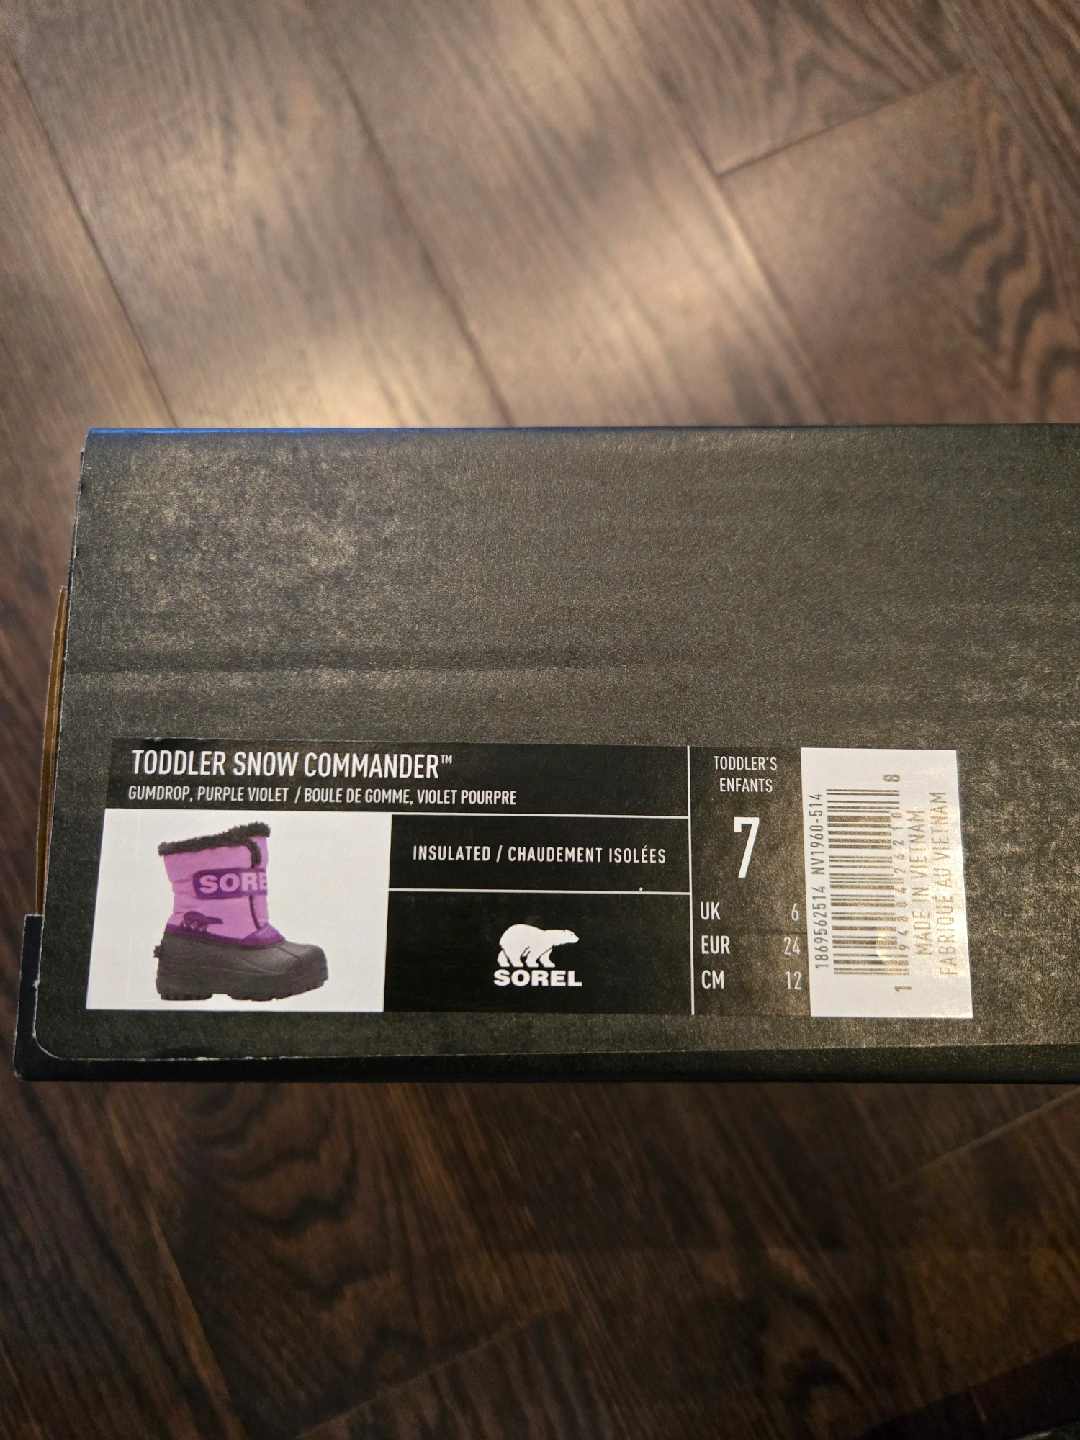 TODDLER SNOW COMMANDER™
GUMDROP, PURPLE VIOLET / BOULE DE GOMME, VIOLET POURPRE
SORE
INSULATED / CHAUDEMENT ISOLÉES
SOREL
TODDLER'S
ENFANTS
7
UK 6
EUR 24
CM 12
1869562514 NV1960-514
MADE IN VIETNAM
FABRIQUÉ AU VIETNAM